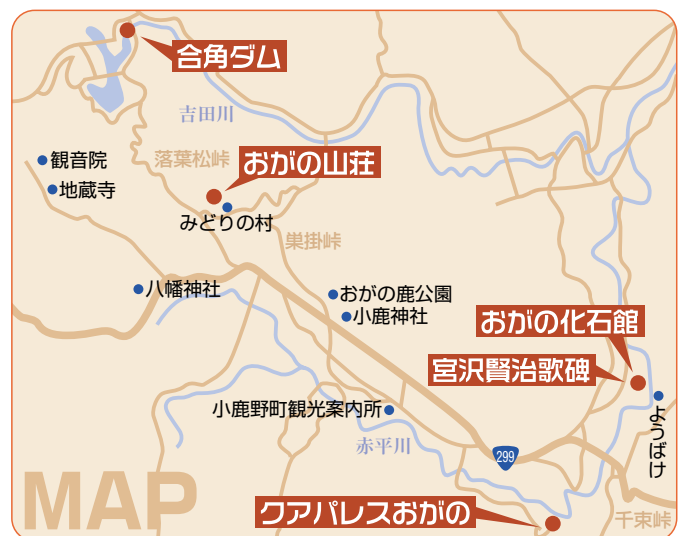 合角ダム
吉田川
観音院
落葉松峠
おがの山荘
地蔵寺
みどりの村
巣掛峠
八幡神社
おがの鹿公園
小鹿神社
おがの化石館
宮沢賢治歌碑
小鹿野町観光案内所
ようばけ
赤平川
299
MAP
クアパレスおがの
千束峠